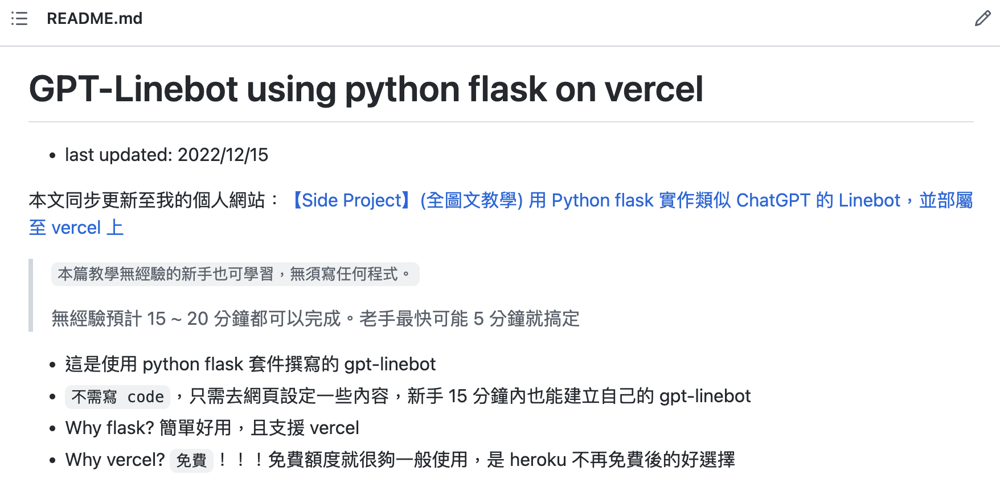 README.md
GPT-Linebot using python flask on vercel
last updated: 2022/12/15
本文同步更新至我的個人網站：【Side Project】(全圖文教學) 用 Python flask 實作類似 ChatGPT 的 Linebot，並部屬
至 vercel 上
本篇教學無經驗的新手也可學習，無須寫任何程式。
無經驗預計 15 ~ 20 分鐘都可以完成。老手最快可能 5 分鐘就搞定
這是使用 python flask 套件撰寫的 gpt-linebot
不需寫 code，只需去網頁設定一些內容，新手 15 分鐘內也能建立自己的 gpt-linebot
Why flask? 簡單好用，且支援 vercel
Why vercel? 免費！！！免費額度就很夠一般使用，是 heroku 不再免費後的好選擇